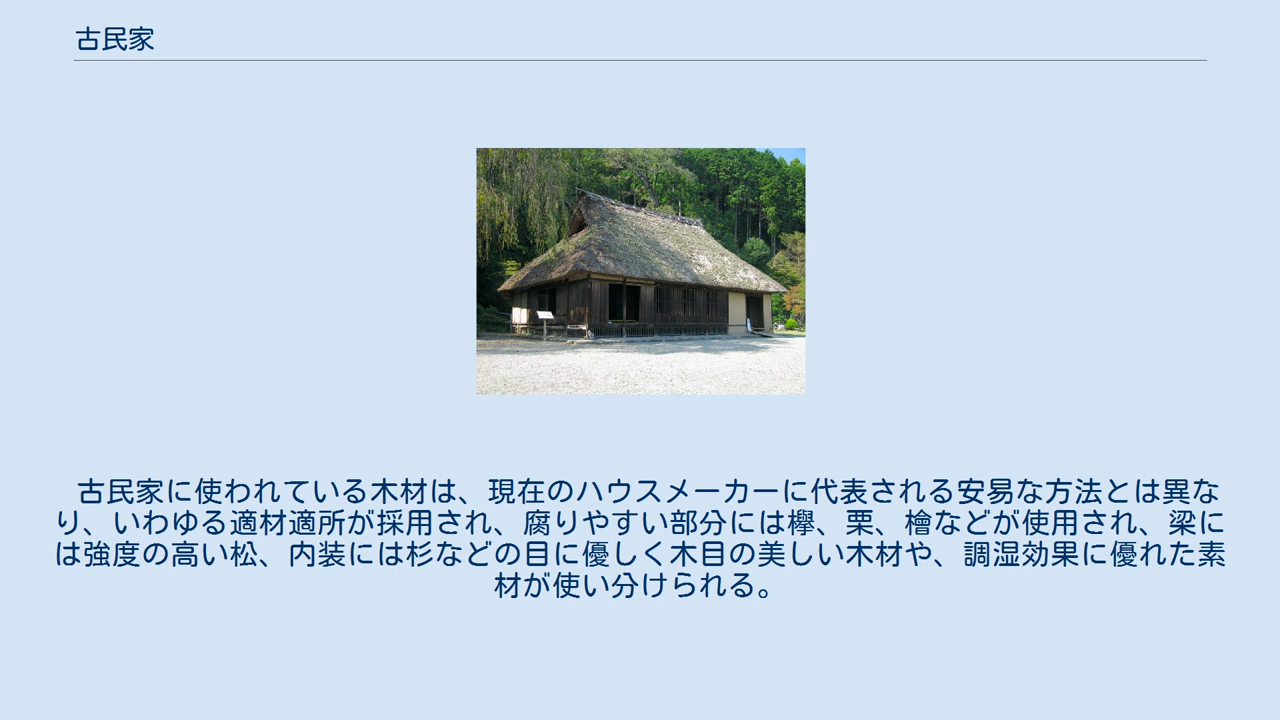 古民家
古民家に使われている木材は、現在のハウスメーカーに代表される安易な方法とは異な
り、いわゆる適材適所が採用され、腐りやすい部分には欅、栗、檜などが使用され、梁に
は強度の高い松、内装には杉などの目に優しく木目の美しい木材や、調湿効果に優れた素
材が使い分けられる。